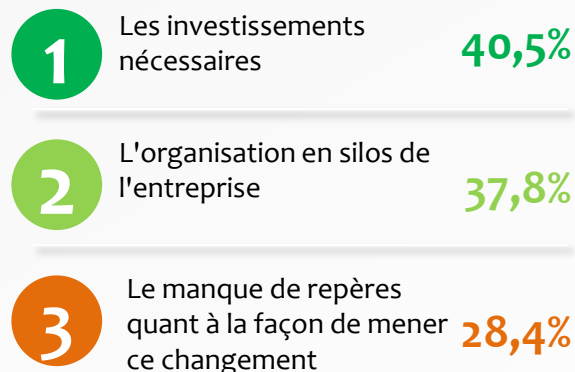 1
Les investissements
nécessaires
40,5%
2
L'organisation en silos de
l'entreprise
37,8%
3
Le manque de repères
quant à la façon de mener
ce changement
28,4%